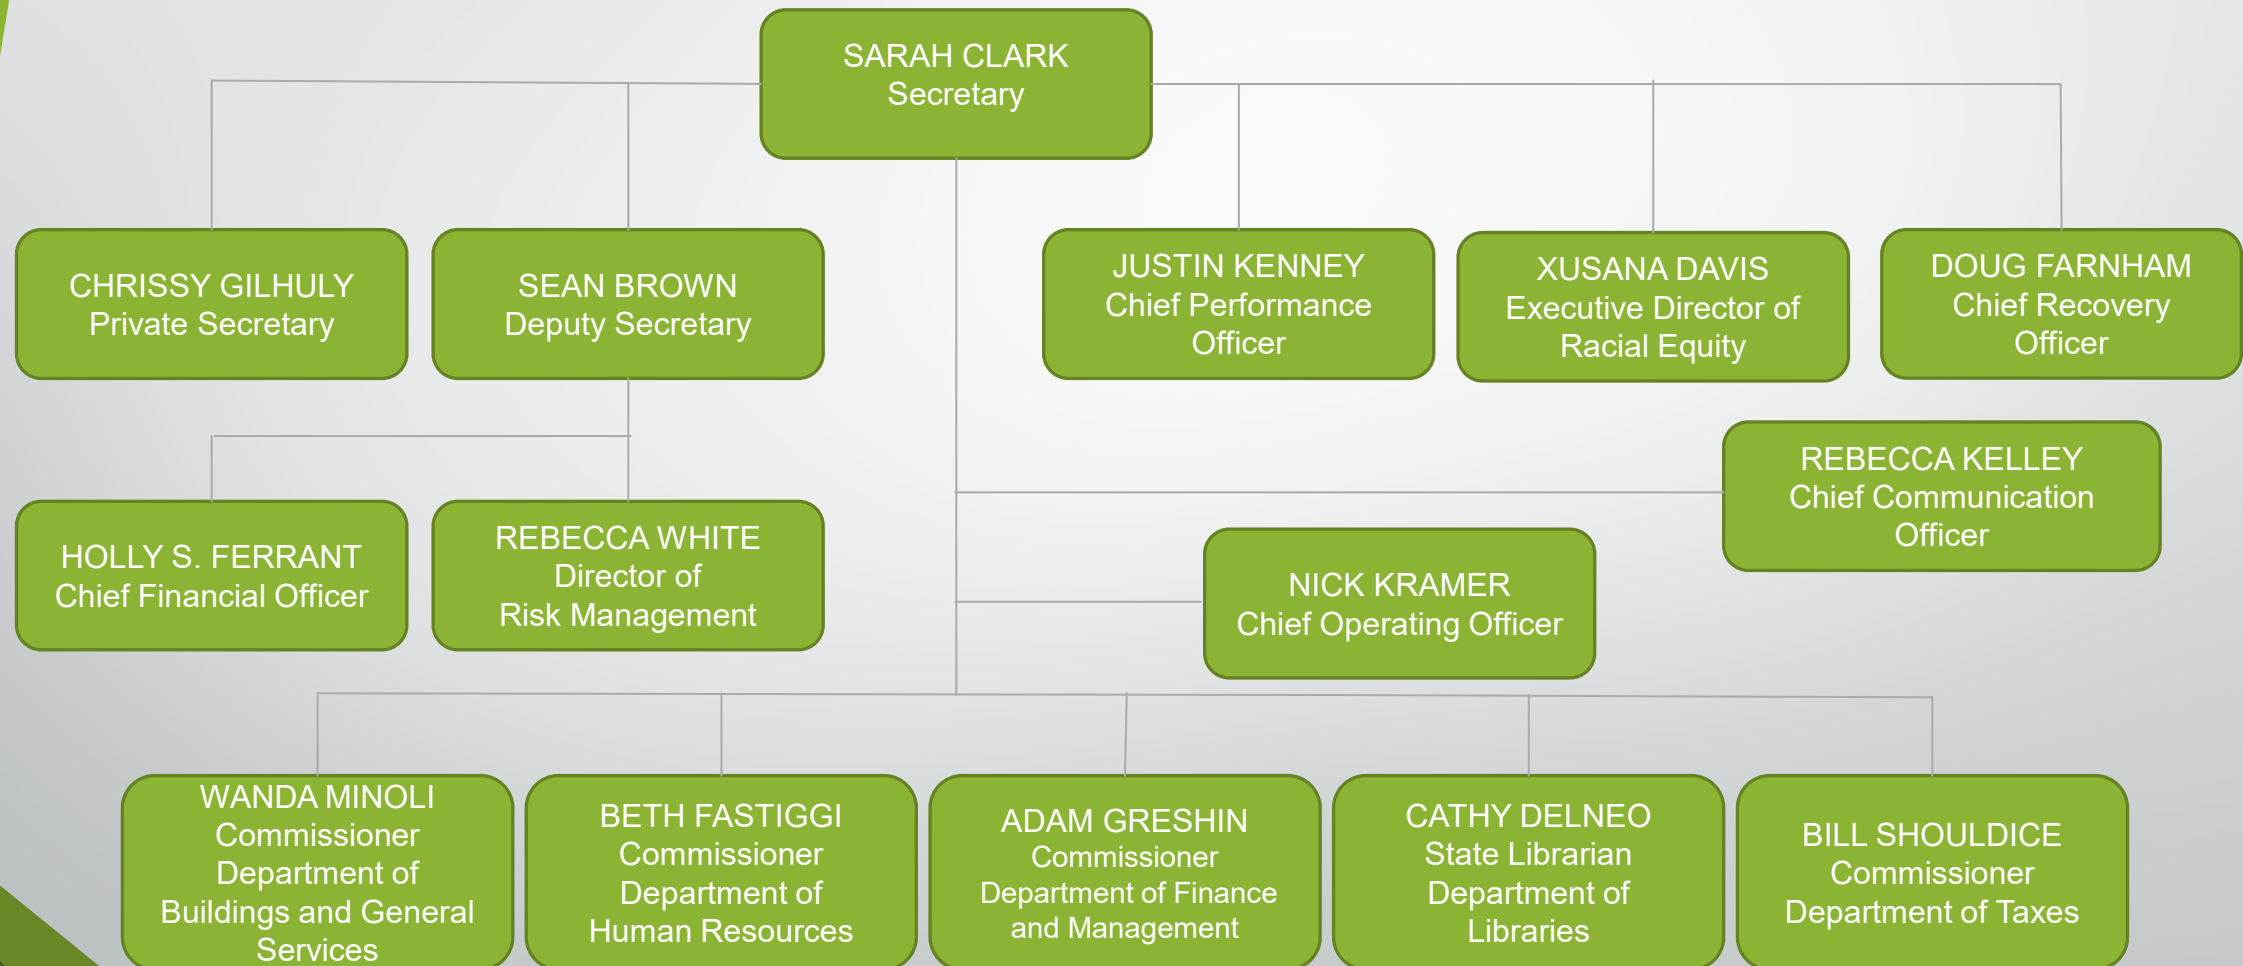 SARAH CLARK
Secretary
CHRISSY GILHULY
Private Secretary
SEAN BROWN
Deputy Secretary
JUSTIN KENNEY
Chief Performance
Officer
XUSANA DAVIS
Executive Director of
Racial Equity
DOUG FARNHAM
Chief Recovery
Officer
REBECCA KELLEY
Chief Communication
Officer
HOLLY S. FERRANT
Chief Financial Officer
REBECCA WHITE
Director of
Risk Management
NICK KRAMER
Chief Operating Officer
WANDA MINOLI
Commissioner
Department of
Buildings and General
Services
BETH FASTIGGI
Commissioner
Department of
Human Resources
ADAM GRESHIN
Commissioner
Department of Finance
and Management
CATHY DELNEO
State Librarian
Department of
Libraries
BILL SHOULDICE
Commissioner
Department of Taxes